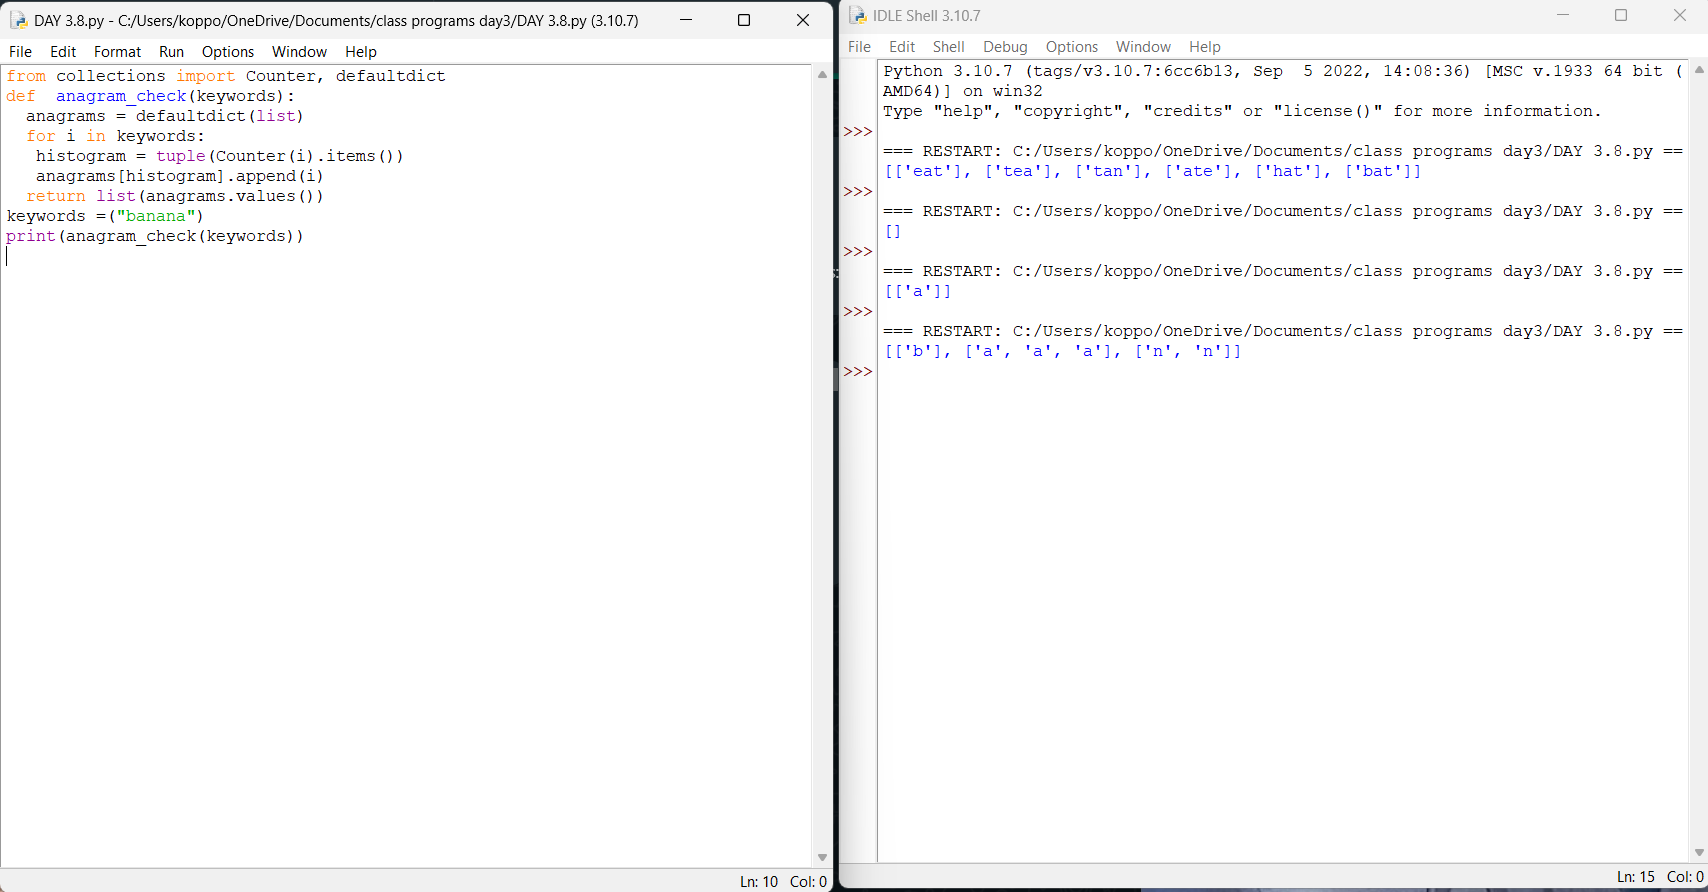 DAY 3.8.py - C:/Users/koppo/OneDrive/Documents/class programs day3/DAY 3.8.py (3.10.7)
File Edit Format Run Options Window Help
from collections import Counter, defaultdict
def  anagram_check(keywords):
  anagrams = defaultdict(list)
  for i in keywords:
   histogram = tuple(Counter(i).items())
   anagrams[histogram].append(i)
  return list(anagrams.values())
keywords =("banana")
print(anagram_check(keywords))
Ln: 10 Col: 0
IDLE Shell 3.10.7
File Edit Shell Debug Options Window Help
Python 3.10.7 (tags/v3.10.7:6cc6b13, Sep  5 2022, 14:08:36) [MSC v.1933 64 bit (
AMD64)] on win32
Type "help", "copyright", "credits" or "license()" for more information.
>>>
=== RESTART: C:/Users/koppo/OneDrive/Documents/class programs day3/DAY 3.8.py ==
[['eat'], ['tea'], ['tan'], ['ate'], ['hat'], ['bat']]
>>>
=== RESTART: C:/Users/koppo/OneDrive/Documents/class programs day3/DAY 3.8.py ==
[]
>>>
=== RESTART: C:/Users/koppo/OneDrive/Documents/class programs day3/DAY 3.8.py ==
[['a']]
>>>
=== RESTART: C:/Users/koppo/OneDrive/Documents/class programs day3/DAY 3.8.py ==
[['b'], ['a', 'a', 'a'], ['n', 'n']]
>>>
Ln: 15 Col: 0